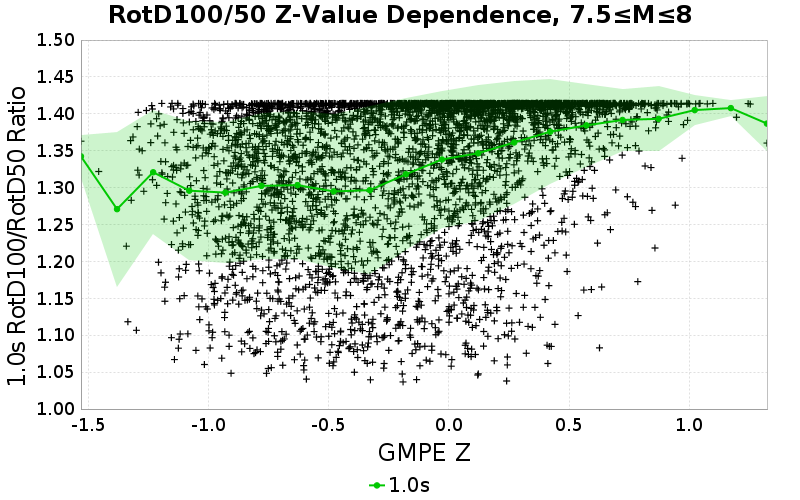 RotD100/50 Z-Value Dependence, 7.5≤M≤8
1.50
1.45
1.40
1.35
1.30
1.25
1.20
1.15
1.10
1.05
1.00
1.0s RotD100/RotD50 Ratio
-1.5 -1.0 -0.5 0.0 0.5 1.0
GMPE Z
1.0s